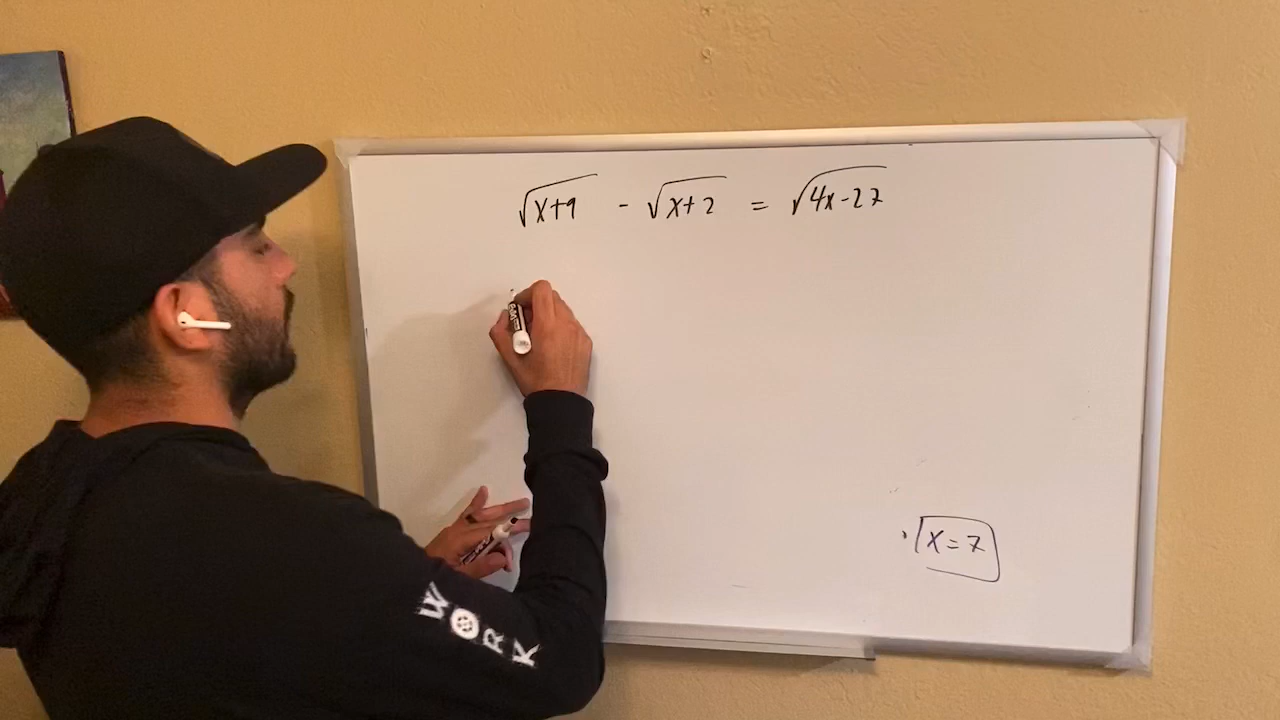 √x+9 - √x+2 = √4x-27
x=7
WORK